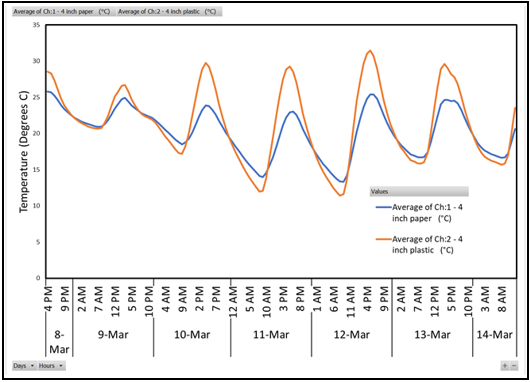 Average of Ch:1 - 4 inch paper (°C) Average of Ch:2 - 4 inch plastic (°C)
35
30
25
20
15
10
5
0
Temperature (Degrees C)
Values
Average of Ch:1 - 4
inch paper (°C)
Average of Ch:2 - 4
inch plastic (°C)
4 PM 9 PM 2 AM 7 AM 12 PM 5 PM 10 PM 4 AM 9 AM 2 PM 7 PM 12 AM 5 AM 10 AM 3 PM 8 PM 1 AM 6 AM 11 AM 4 PM 9 PM 2 AM 7 AM 12 PM 5 PM 10 PM 3 AM 8 AM
8-
Mar
9-Mar 10-Mar 11-Mar 12-Mar 13-Mar 14-Mar
Days Hours + −